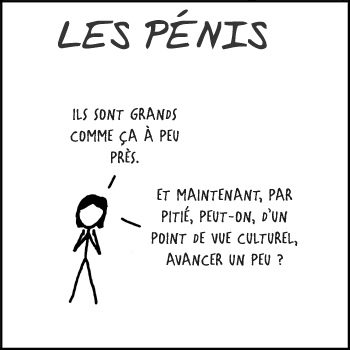 LES PÉNIS
ILS SONT GRANDS
COMME ÇA À PEU
PRÈS.
ET MAINTENANT, PAR
PITIÉ, PEUT-ON, D'UN
POINT DE VUE CULTUREL,
AVANCER UN PEU ?